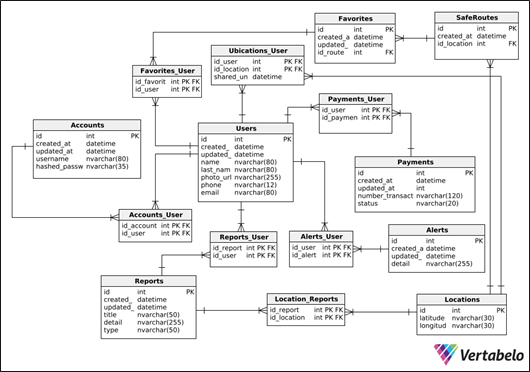 Favorites
id int PK
created_a datetime
updated_ datetime
id_route int FK
SafeRoutes
id int PK
created_at datetime
id_location int FK
Ubications_User
id_user int PK FK
id_location int PK FK
shared_un datetime
Favorites_User
id_favorit int PK FK
id_user int PK FK
Payments_User
id_user int PK FK
id_paymen int PK FK
Accounts
id int PK
created_at datetime
updated_at datetime
username nvarchar(80)
hashed_passw nvarchar(35)
Users
id int PK
created_ datetime
updated_ datetime
name nvarchar(80)
last_nam nvarchar(80)
photo_url nvarchar(255)
phone nvarchar(12)
email nvarchar(80)
Payments
id int PK
created_at datetime
updated_at int
number_transact nvarchar(120)
status nvarchar(20)
Accounts_User
id_account int PK FK
id_user int PK FK
Reports_User
id_report int PK FK
id_user int PK FK
Alerts_User
id_user int PK FK
id_alert int PK FK
Alerts
id int PK
created_a datetime
updated_ datetime
detail nvarchar(255)
Reports
id int PK
created_ datetime
updated_ datetime
title nvarchar(50)
detail nvarchar(255)
type nvarchar(50)
Location_Reports
id_report int PK FK
id_location int PK FK
Locations
id int PK
latitude nvarchar(30)
longitud nvarchar(30)
Vertabelo